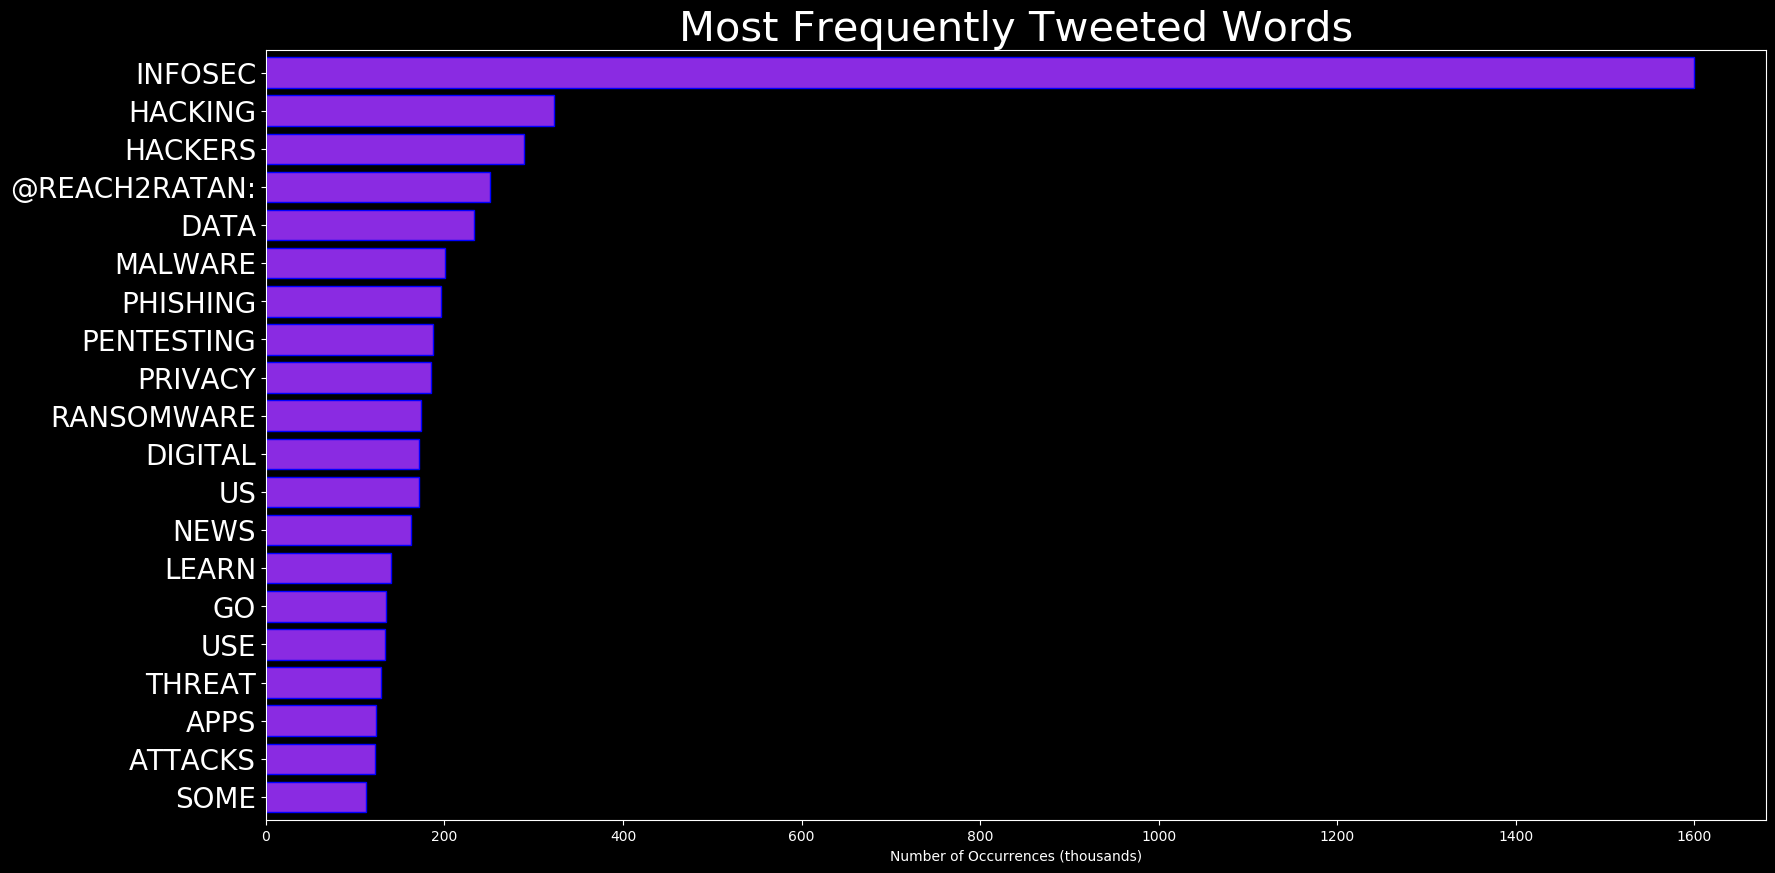 Most Frequently Tweeted Words
INFOSEC
HACKING
HACKERS
@REACH2RATAN:
DATA
MALWARE
PHISHING
PENTESTING
PRIVACY
RANSOMWARE
DIGITAL
US
NEWS
LEARN
GO
USE
THREAT
APPS
ATTACKS
SOME
0 200 400 600 800 1000 1200 1400 1600
Number of Occurrences (thousands)